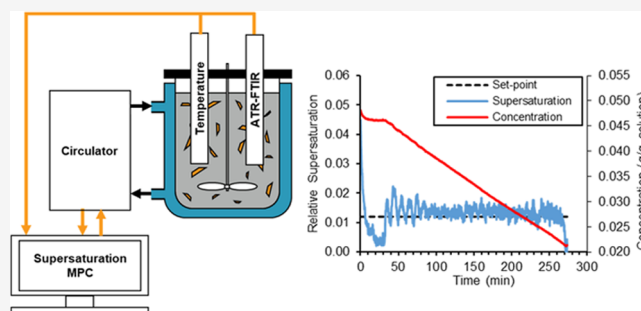 Temperature
ATR-FTIR
Circulator
Supersaturation
MPC
Relative Supersaturation
0.06
0.05
0.04
0.03
0.02
0.01
0.00
Set-point
Supersaturation
Concentration
0.055
0.050
0.045
0.040
0.035
0.030
0.025
0.020
0
50
100
150
200
250
300
Time (min)
Concentration